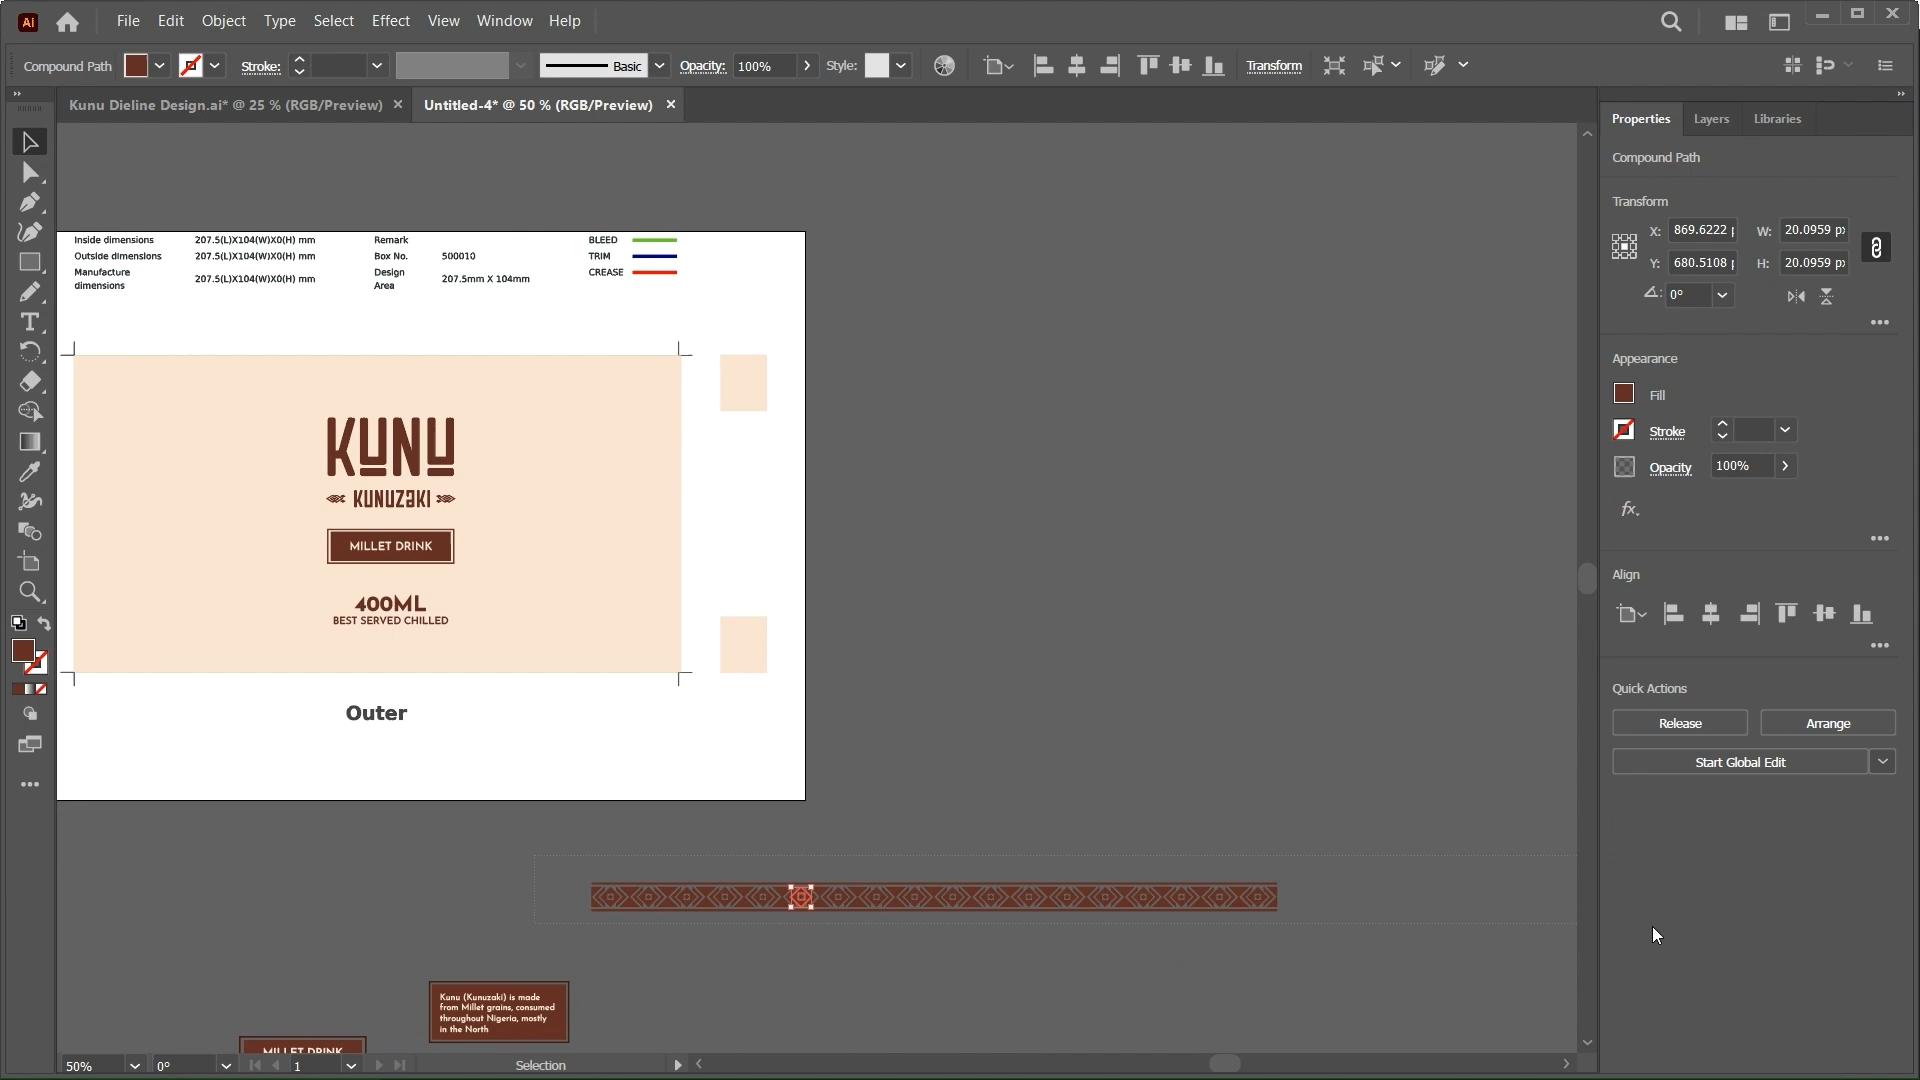 Ai File Edit Object Type Select Effect View Window Help
Compound Path Stroke: Basic Opacity: 100% Style: Transform
Kunu Dieline Design.ai* @ 25 % (RGB/Preview) Untitled-4* @ 50 % (RGB/Preview)
Inside dimensions 207.5(L)X104(W)X0(H) mm Remark BLEED
Outside dimensions 207.5(L)X104(W)X0(H) mm Box No. 500010 TRIM
Manufacture dimensions 207.5(L)X104(W)X0(H) mm Design Area 207.5mm X 104mm CREASE
KUNU
KUNUZaKI
MILLET DRINK
400ML
BEST SERVED CHILLED
Outer
Kunu (Kunuzaki) is made
from Millet grains, consumed
throughout Nigeria, mostly
in the North
MILLET DRINK
50% 0° 1 Selection
Properties Layers Libraries
Compound Path
Transform
X: 869.6222 W: 20.0959 px
Y: 680.5108 H: 20.0959 px
0°
Appearance
Fill
Stroke
Opacity 100%
fx.
Align
Quick Actions
Release Arrange
Start Global Edit